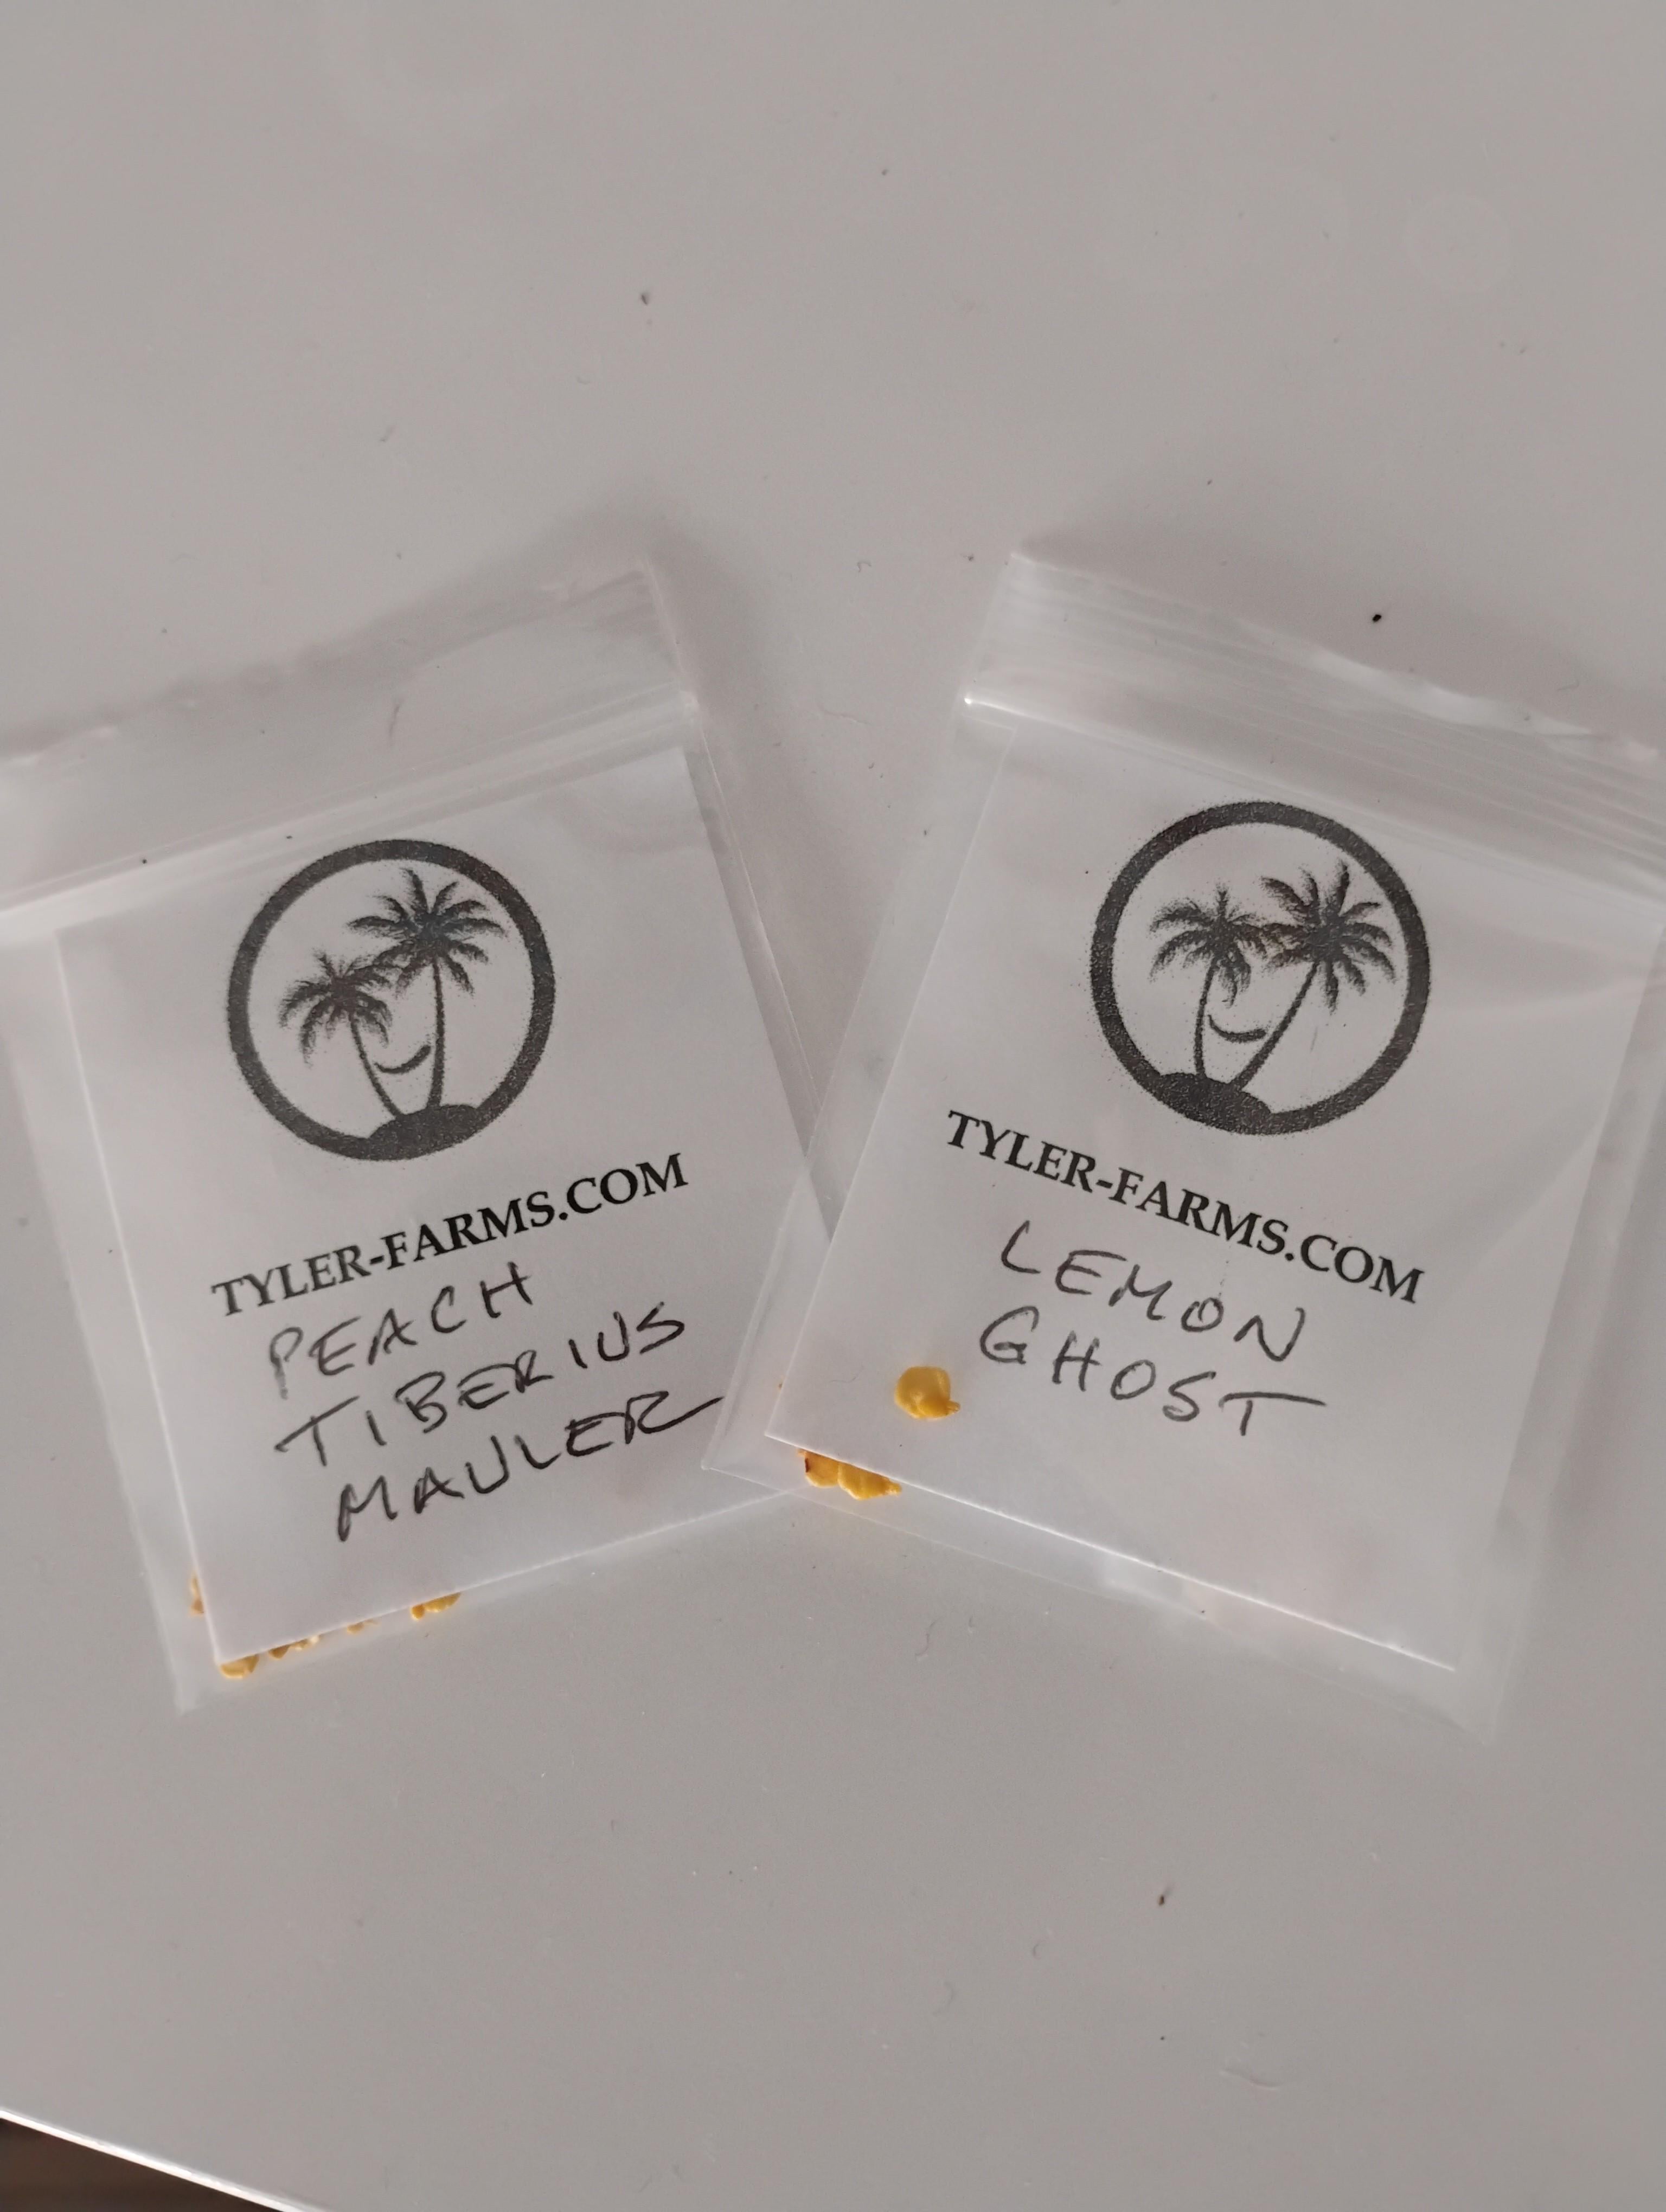 TYLER-FARMS.COM
PEACH
TIBERIUS
MAULER
TYLER-FARMS.COM
LEMON
GHOST